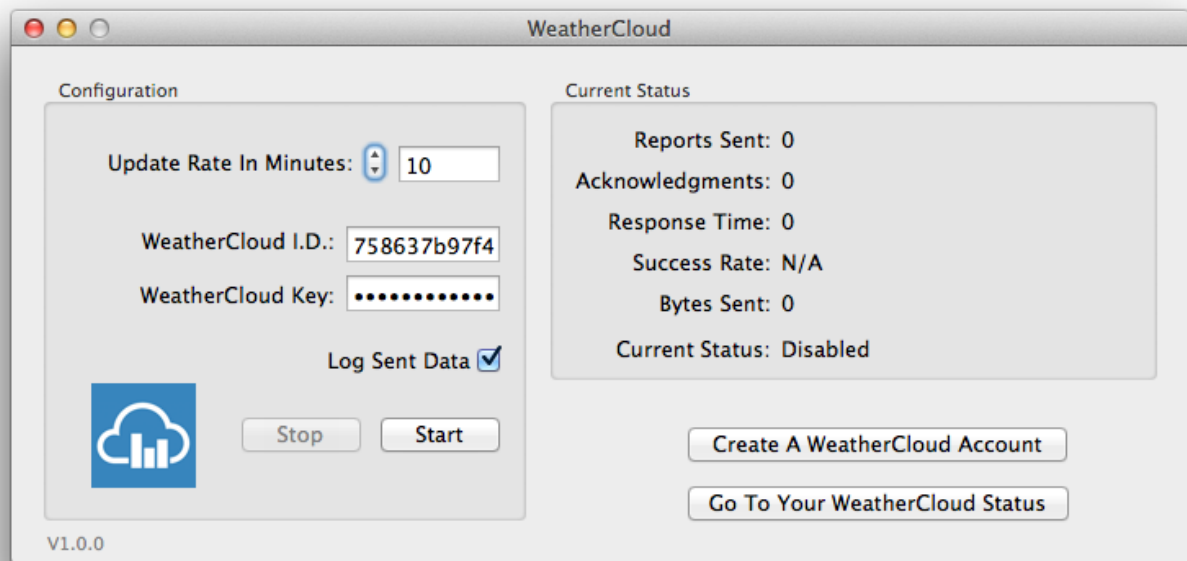 WeatherCloud
Configuration
Update Rate In Minutes: 10
WeatherCloud I.D.: 758637b97f4
WeatherCloud Key: ••••••••••••
Log Sent Data
Stop Start
V1.0.0
Current Status
Reports Sent: 0
Acknowledgments: 0
Response Time: 0
Success Rate: N/A
Bytes Sent: 0
Current Status: Disabled
Create A WeatherCloud Account
Go To Your WeatherCloud Status